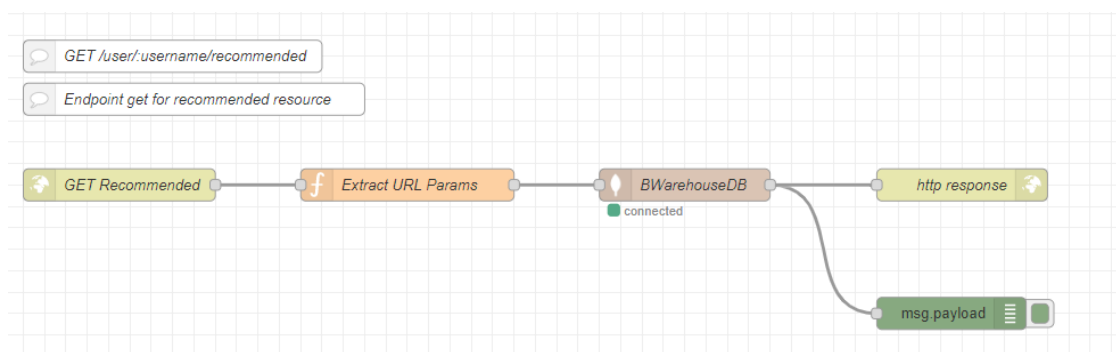 GET /user/:username/recommended
Endpoint get for recommended resource
GET Recommended
Extract URL Params
BWarehouseDB
http response
connected
msg.payload